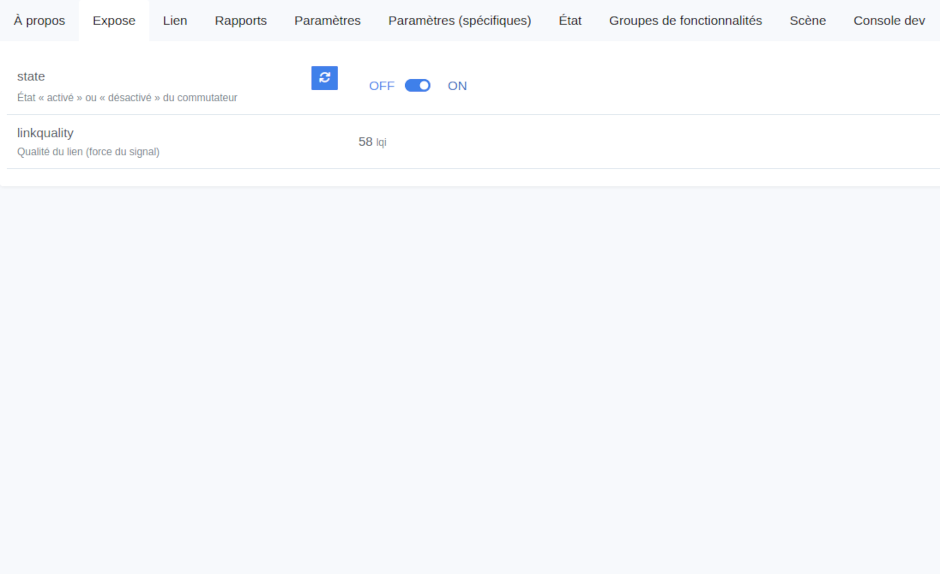 À propos Expose Lien Rapports Paramètres Paramètres (spécifiques) État Groupes de fonctionnalités Scène Console dev
state
OFF ON
État « activé » ou « désactivé » du commutateur
linkquality
58 lqi
Qualité du lien (force du signal)